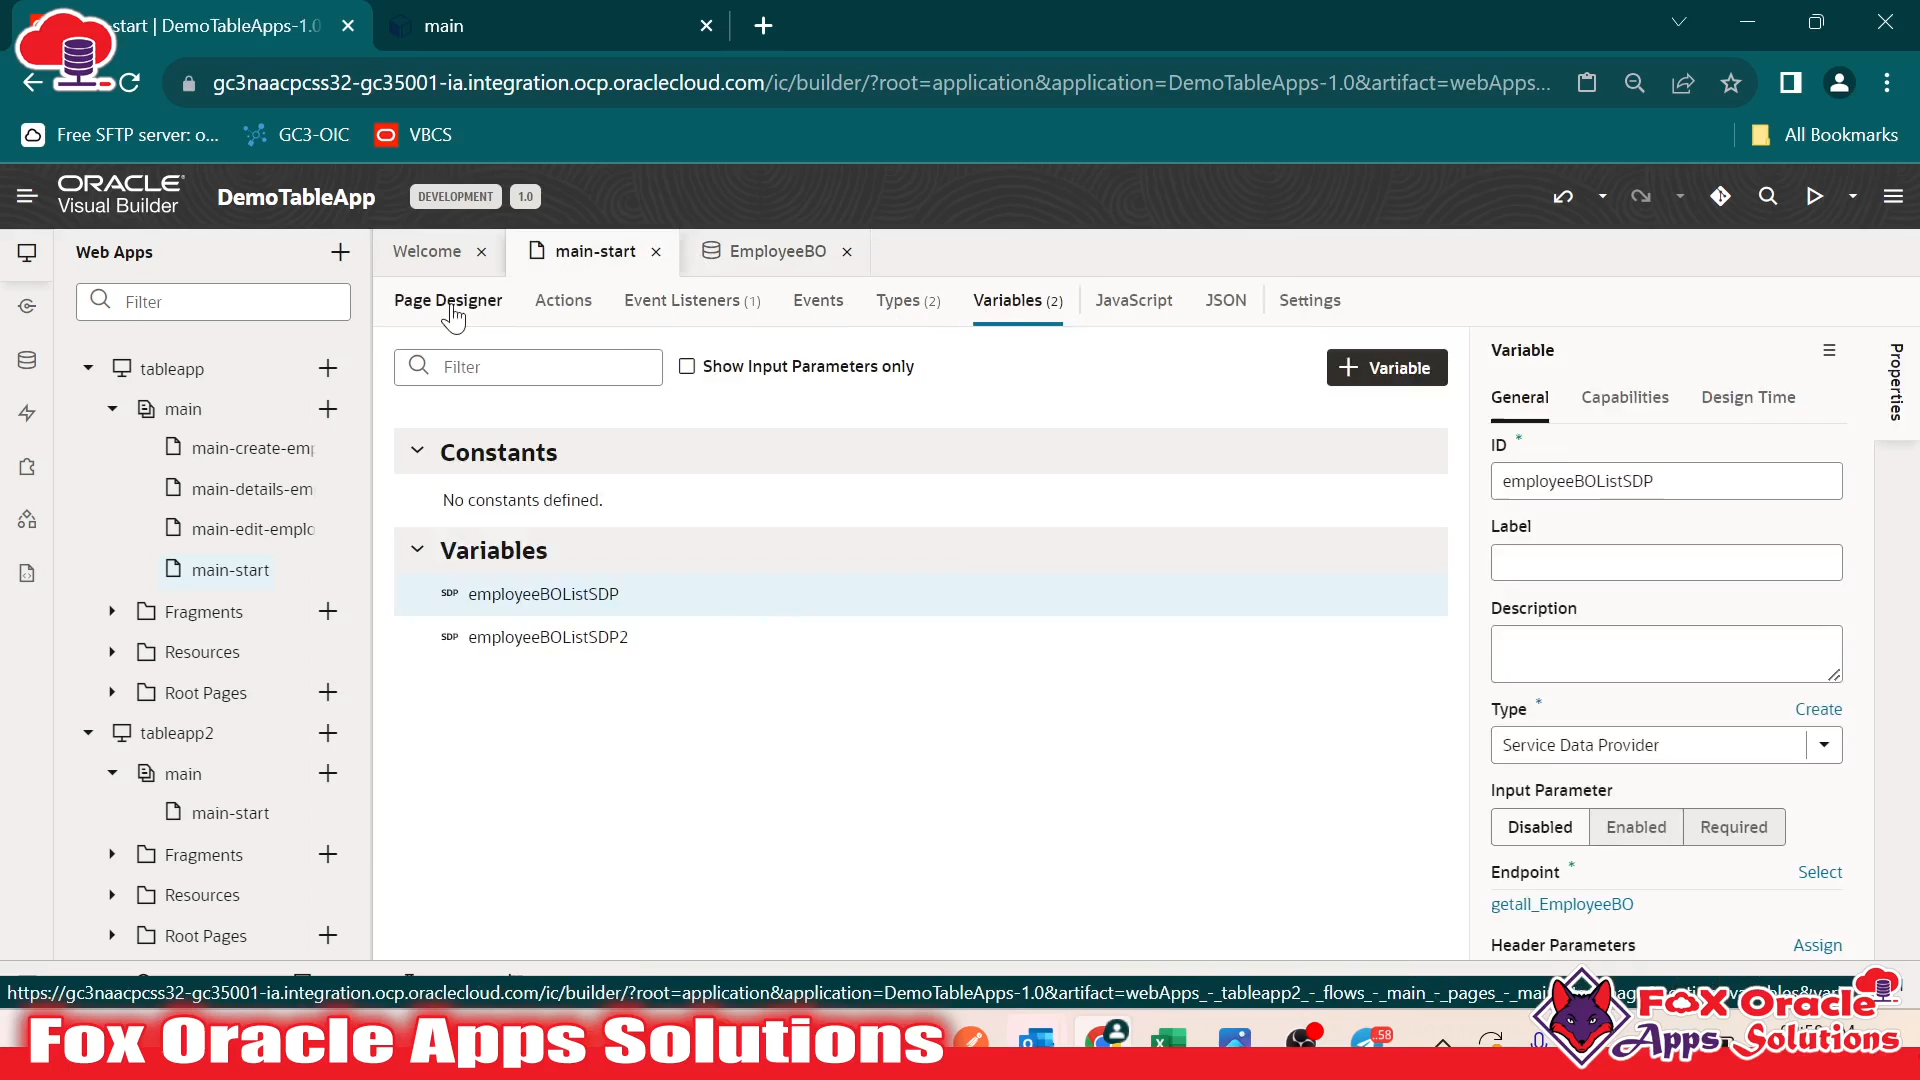 start | DemoTableApps-1.0
main
gc3naacpcss32-gc35001-ia.integration.ocp.oraclecloud.com/ic/builder/?root=application&application=DemoTableApps-1.0&artifact=webApps...
Free SFTP server: o...
GC3-OIC
VBCS
All Bookmarks
ORACLE
Visual Builder
DemoTableApp
DEVELOPMENT
1.0
Web Apps
Filter
tableapp
main
main-create-emp
main-details-em
main-edit-emplo
main-start
Fragments
Resources
Root Pages
tableapp2
main
main-start
Fragments
Resources
Root Pages
Welcome
main-start
EmployeeBO
Page Designer
Actions
Event Listeners (1)
Events
Types (2)
Variables (2)
JavaScript
JSON
Settings
Filter
Show Input Parameters only
Variable
Constants
No constants defined.
Variables
SDP employeeBOListSDP
SDP employeeBOListSDP2
Variable
Properties
General
Capabilities
Design Time
ID *
employeeBOListSDP
Label
Description
Type *
Create
Service Data Provider
Input Parameter
Disabled
Enabled
Required
Endpoint *
Select
getall_EmployeeBO
Header Parameters
Assign
https://gc3naacpcss32-gc35001-ia.integration.ocp.oraclecloud.com/ic/builder/?root=application&application=DemoTableApps-1.0&artifact=webApps_-_tableapp2_-_flows_-_main_-_pages_-_mai
58
Fox Oracle Apps Solutions
Fox Oracle
Apps Solutions